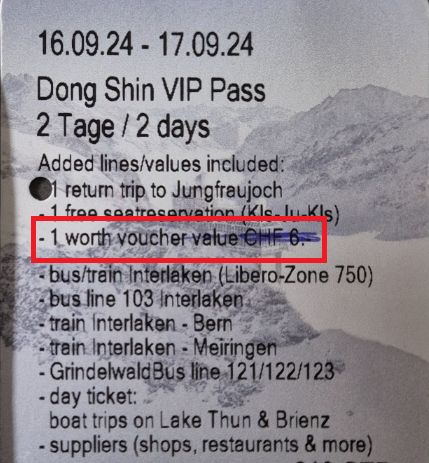 16.09.24 - 17.09.24
Dong Shin VIP Pass
2 Tage / 2 days
Added lines/values included:
1 return trip to Jungfraujoch
- 1 free seatreservation (Kls-Ju-Kls)
- 1 worth voucher value CHF 6.-
- bus/train Interlaken (Libero-Zone 750)
- bus line 103 Interlaken
- train Interlaken - Bern
- train Interlaken - Meiringen
- GrindelwaldBus line 121/122/123
- day ticket:
boat trips on Lake Thun & Brienz
- suppliers (shops, restaurants & more)